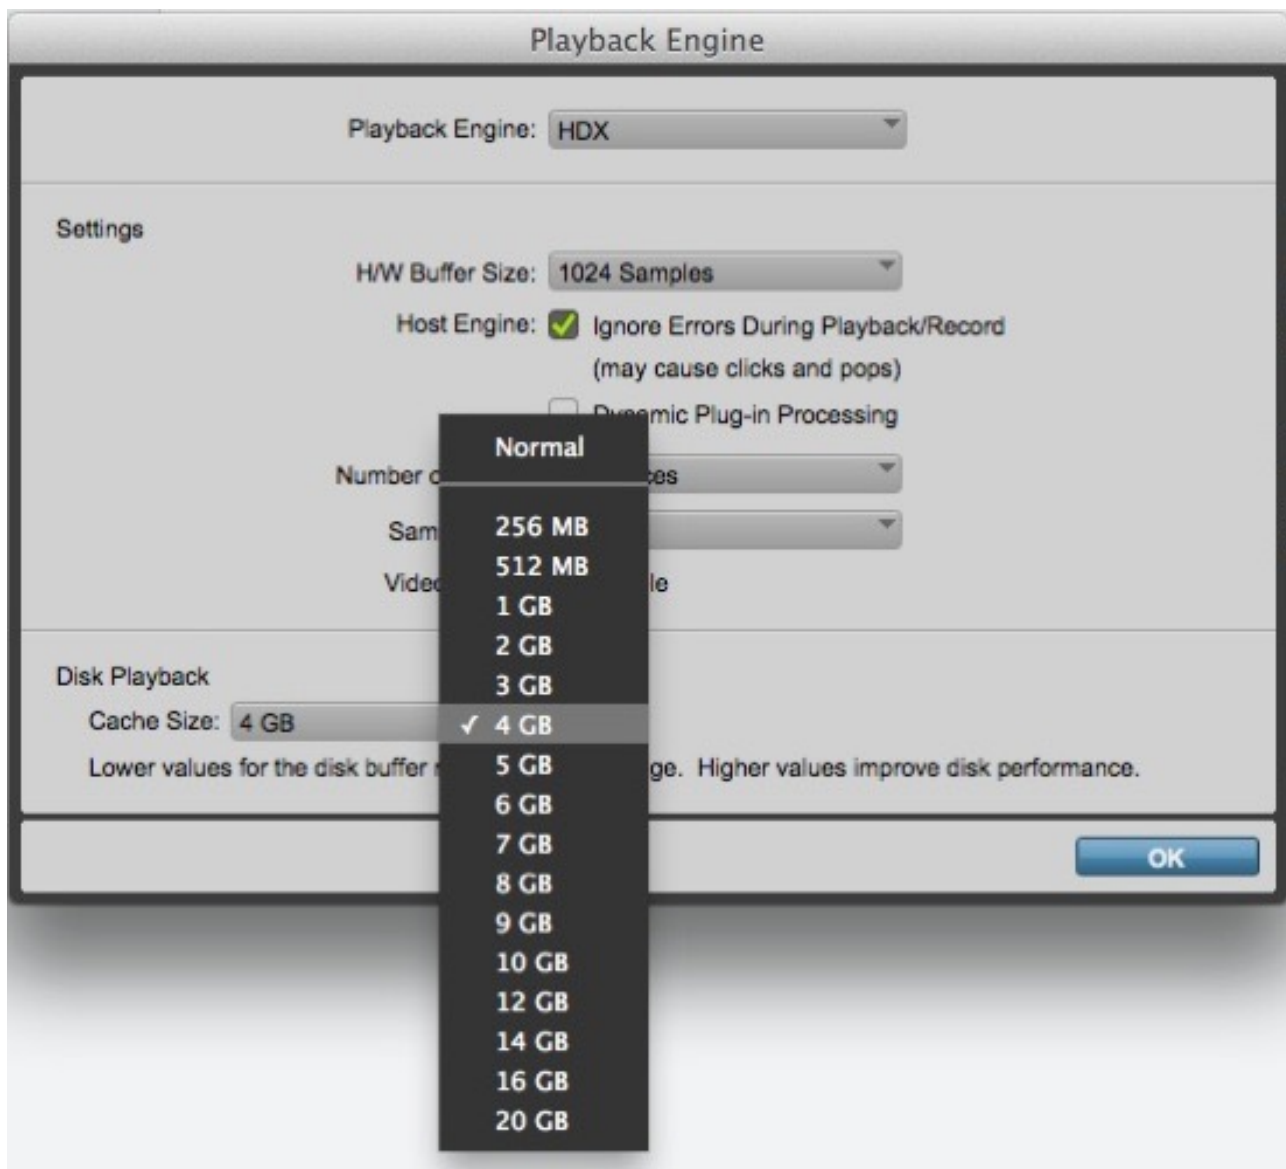 Playback Engine
Playback Engine: HDX
Settings
H/W Buffer Size: 1024 Samples
Host Engine: Ignore Errors During Playback/Record
(may cause clicks and pops)
Plug-in Processing
Normal
Number
256 MB
512 MB
1 GB
2 GB
3 GB
Disk Playback
Cache Size: 4 GB
✓ 4 GB
Lower values for the disk buffer
Higher values improve disk performance.
5 GB
6 GB
7 GB
8 GB
9 GB
10 GB
12 GB
14 GB
16 GB
20 GB
OK